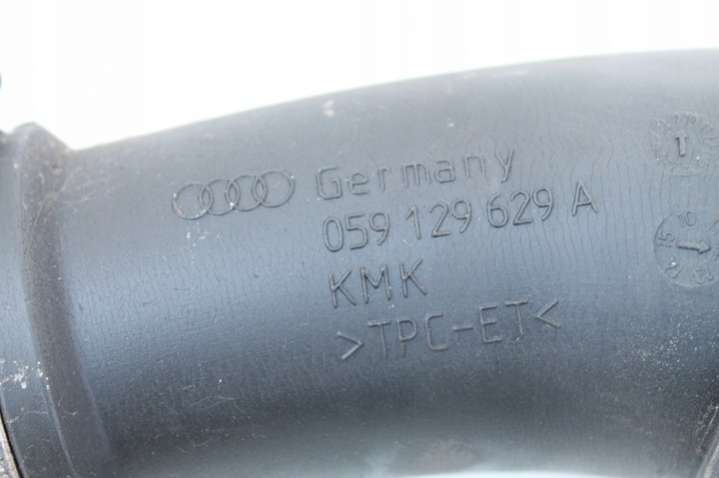 Germany
059 129 629 A
KMK
>TPC-ET<